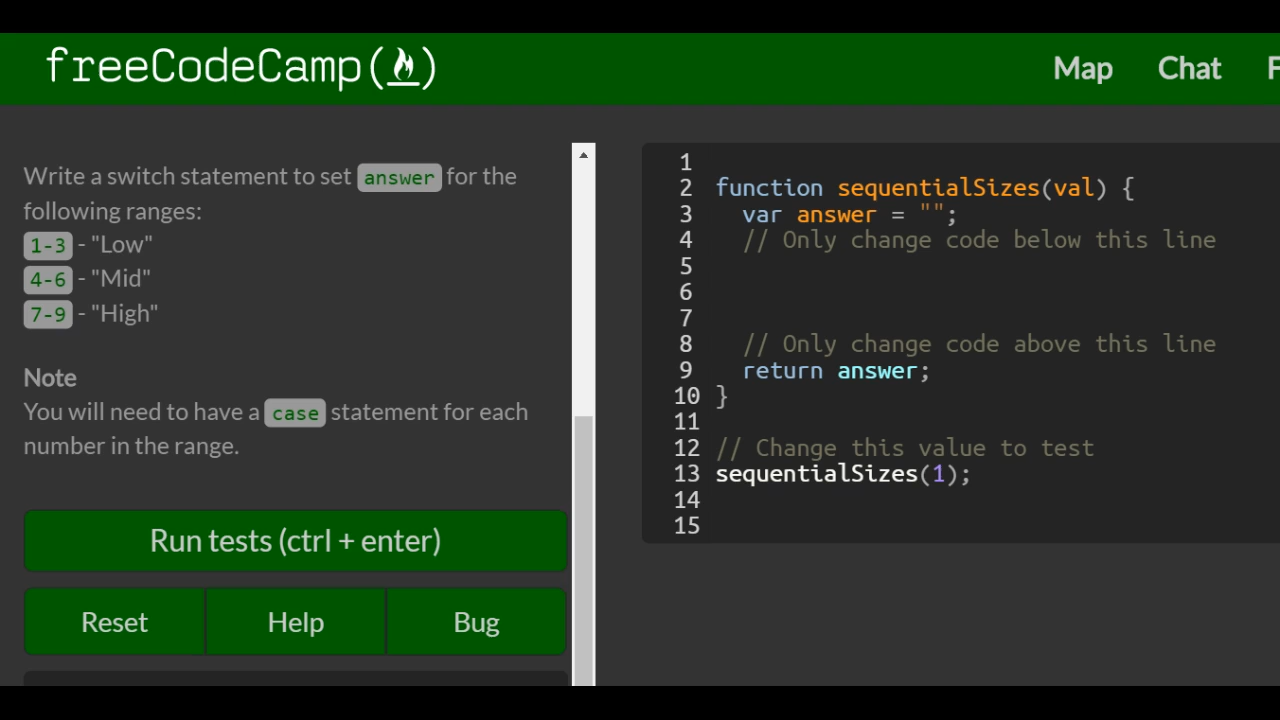 freeCodeCamp(🔥)
Map Chat F
Write a switch statement to set answer for the
following ranges:
1-3 - "Low"
4-6 - "Mid"
7-9 - "High"
Note
You will need to have a case statement for each
number in the range.
Run tests (ctrl + enter)
Reset Help Bug
1
2 function sequentialSizes(val) {
3 var answer = "";
4 // Only change code below this line
5
6
7
8 // Only change code above this line
9 return answer;
10 }
11
12 // Change this value to test
13 sequentialSizes(1);
14
15